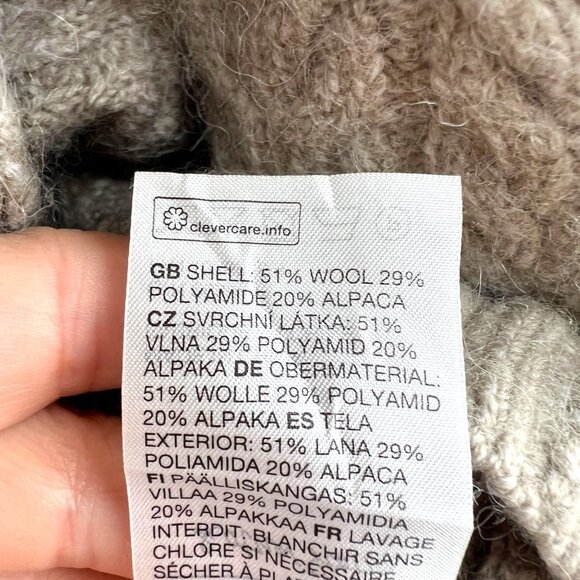 clevercare.info
GB SHELL: 51% WOOL 29%
POLYAMIDE 20% ALPACA
CZ SVRCHNÍ LÁTKA: 51%
VLNA 29% POLYAMID 20%
ALPAKA DE OBERMATERIAL:
51% WOLLE 29% POLYAMID
20% ALPAKA ES TELA
EXTERIOR: 51% LANA 29%
POLIAMIDA 20% ALPACA
FI PÄÄLLISKANGAS: 51%
VILLAA 29% POLYAMIDIA
20% ALPAKKAA FR LAVAGE
INTERDIT, BLANCHIR SANS
CHLORE SI NÉCESSAIRE
SÉCHER À